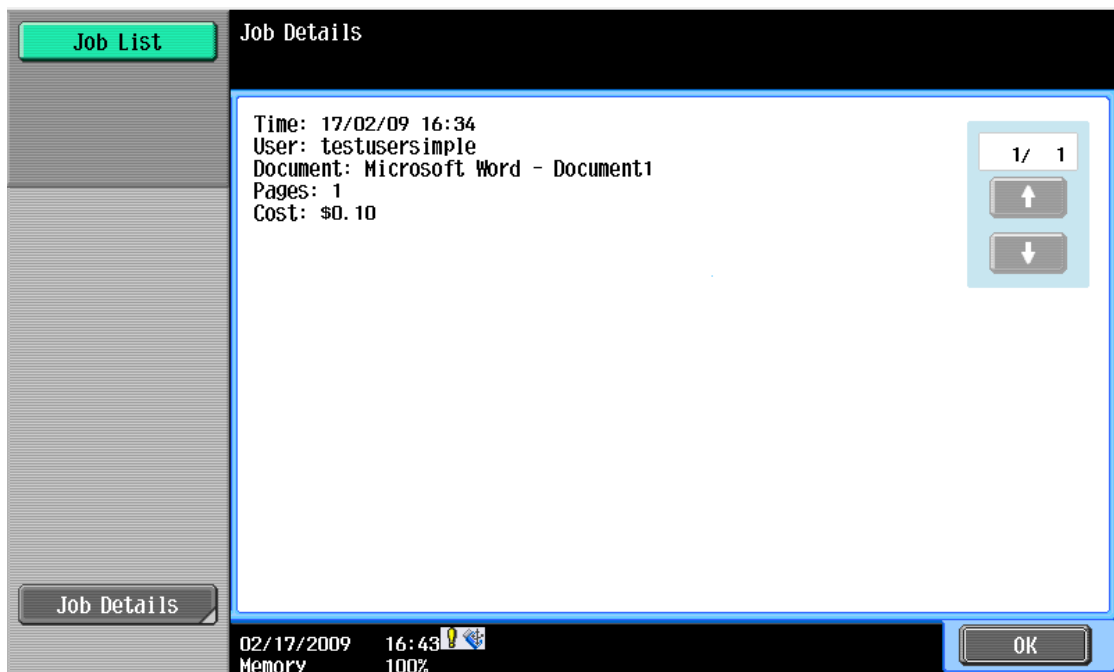 Job List
Job Details
Time: 17/02/09 16:34
User: testusersimple
Document: Microsoft Word - Document1
Pages: 1
Cost: $0.10
1/ 1
Job Details
02/17/2009 16:43
Memory 100%
OK